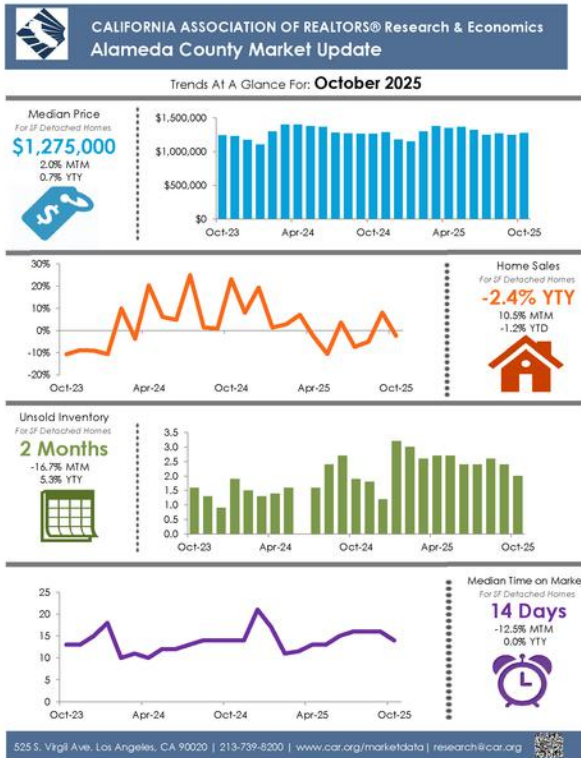 CALIFORNIA ASSOCIATION OF REALTORS® Research & Economics
Alameda County Market Update
Trends At A Glance For: October 2025
Median Price
For SF Detached Homes
$1,275,000
2.0% MTM
0.7% YTY
$1,500,000
$1,000,000
$500,000
$0
Oct-23 Apr-24 Oct-24 Apr-25 Oct-25
30%
20%
10%
0%
-10%
-20%
Oct-23 Apr-24 Oct-24 Apr-25 Oct-25
Home Sales
For SF Detached Homes
-2.4% YTY
10.5% MTM
-1.2% YTD
Unsold Inventory
For SF Detached Homes
2 Months
-16.7% MTM
5.3% YTY
3.5
3.0
2.5
2.0
1.5
1.0
0.5
0.0
Oct-23 Apr-24 Oct-24 Apr-25 Oct-25
25
20
15
10
5
0
Oct-23 Apr-24 Oct-24 Apr-25 Oct-25
Median Time on Marke
For SF Detached Homes
14 Days
-12.5% MTM
0.0% YTY
525 S. Virgil Ave. Los Angeles, CA 90020 | 213-739-8200 | www.car.org/marketdata | research@car.org